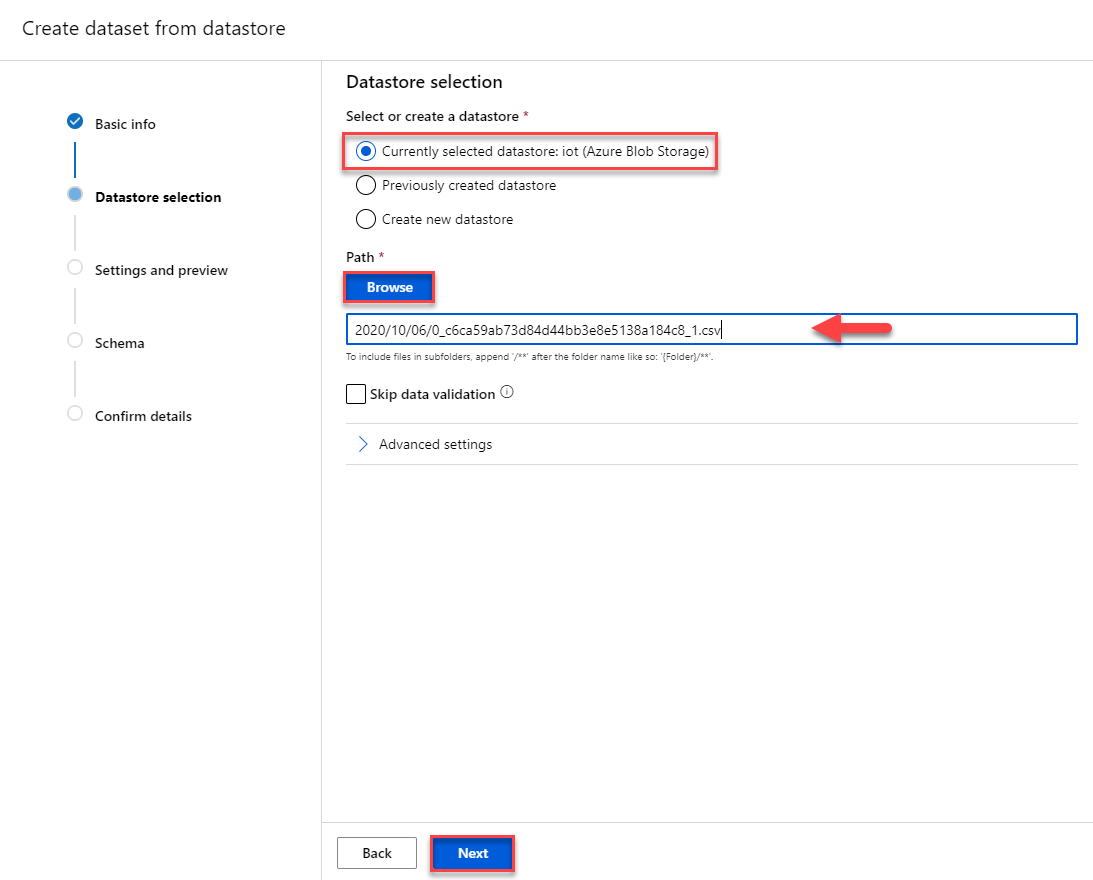 Create dataset from datastore
Basic info
Datastore selection
Settings and preview
Schema
Confirm details
Datastore selection
Select or create a datastore *
Currently selected datastore: iot (Azure Blob Storage)
Previously created datastore
Create new datastore
Path *
Browse
2020/10/06/0_c6ca59ab73d84d44bb3e8e5138a184c8_1.csv
To include files in subfolders, append '/**' after the folder name like so: '{Folder}/**'.
Skip data validation
Advanced settings
Back
Next